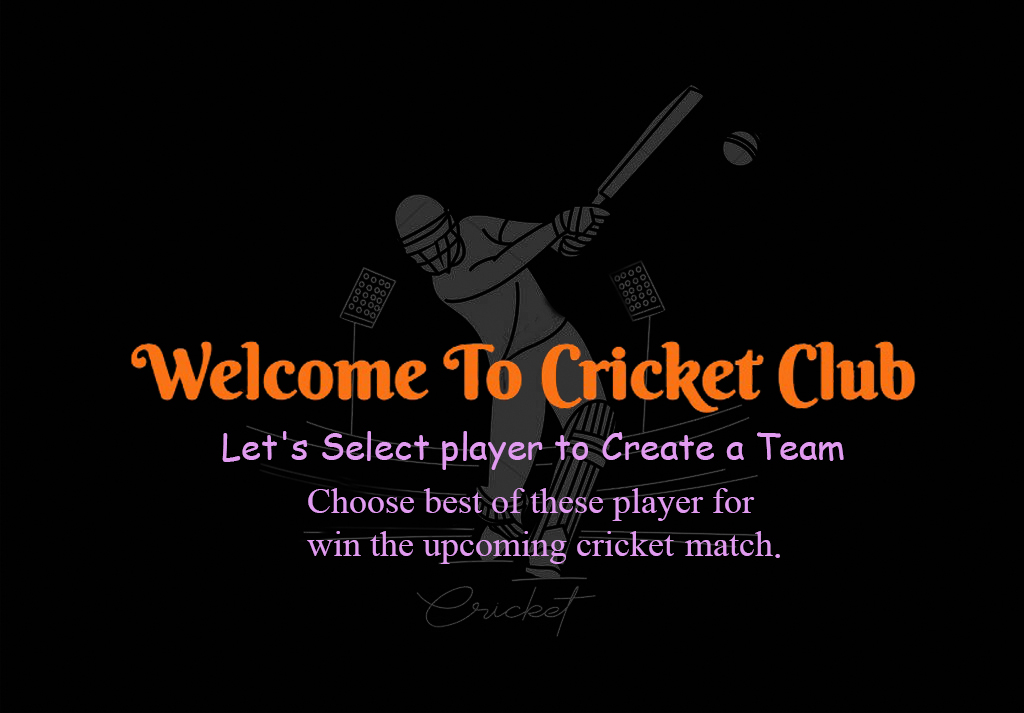 Welcome To Cricket Club
Let's Select player to Create a Team
Choose best of these player for
win the upcoming cricket match.
Cricket